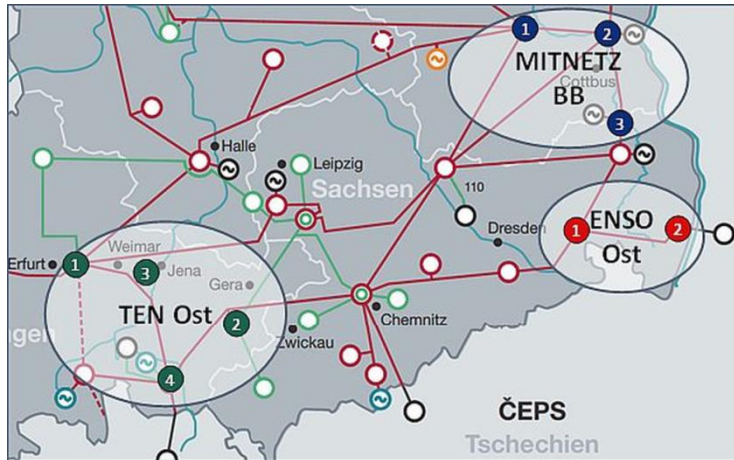 1
2
MITNETZ
Cottbus
BB
3
Halle
Leipzig
Sachsen
110
Dresden
1
ENSO
2
Ost
Erfurt
1
Weimar
3
Jena
Gera
TEN Ost
2
Chemnitz
Zwickau
gen
4
ČEPS
Tschechien